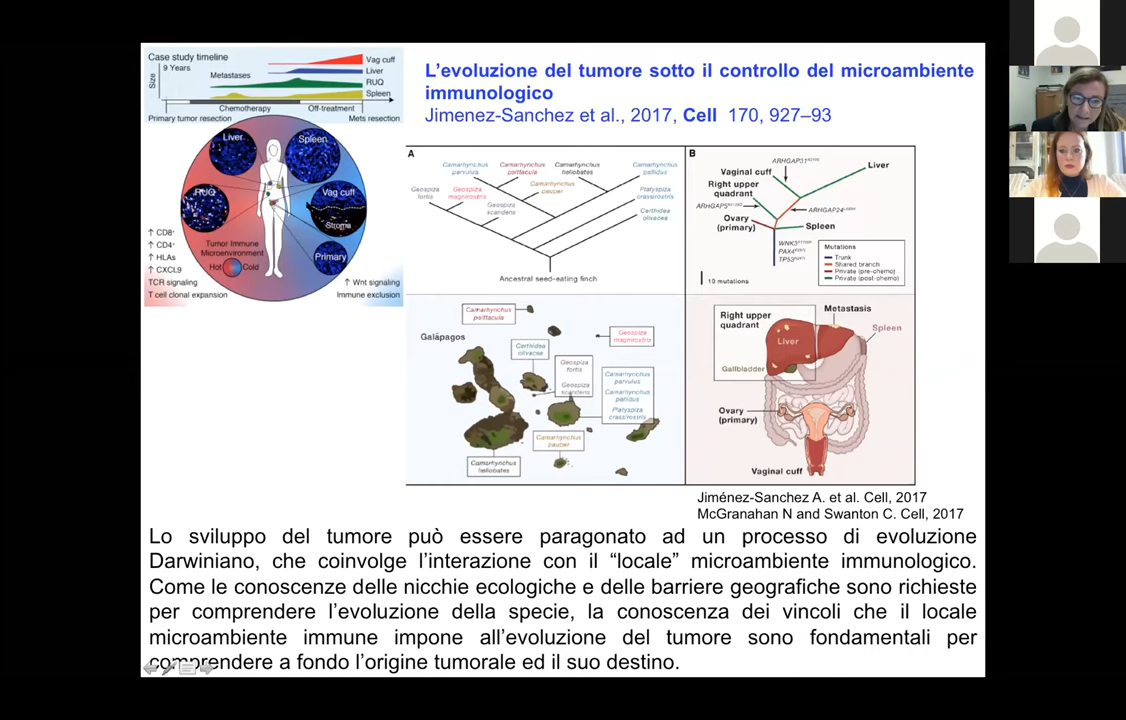 Case study timeline
9 Years
Size
Metastases
Vag cuff
Liver
RUQ
Spleen
Chemotherapy
Off-treatment
Primary tumor resection
Mets resection
Liver
Spleen
RUQ
Vag cuff
Stroma
Primary
↑ CD8+
↑ CD4+
↑ HLAs
↑ CXCL9
TCR signaling
T cell clonal expansion
Tumor Immune
Microenvironment
Hot
Cold
↑ Wnt signaling
Immune exclusion
L’evoluzione del tumore sotto il controllo del microambiente
immunologico
Jimenez-Sanchez et al., 2017, Cell 170, 927–93
A
Camarhynchus
parvulus
Camarhynchus
psittacula
Camarhynchus
heliobates
Camarhynchus
pallidus
Geospiza
fortis
Geospiza
magnirostris
Camarhynchus
pauper
Platyspiza
crassirostris
Geospiza
scandens
Certhidea
olivacea
Ancestral seed-eating finch
B
ARHGAP31
Liver
Vaginal cuff
Right upper
quadrant
ARHGAP5
ARHGAP24
Ovary
(primary)
Spleen
WNK3
PAX4
TP53
Mutations
Trunk
Shared branch
Private (pre-chemo)
Private (post-chemo)
10 mutations
Camarhynchus
psittacula
Galápagos
Geospiza
magnirostris
Certhidea
olivacea
Geospiza
fortis
Geospiza
scandens
Camarhynchus
parvulus
Camarhynchus
pallidus
Platyspiza
crassirostris
Camarhynchus
pauper
Camarhynchus
heliobates
Right upper
quadrant
Metastasis
Spleen
Liver
Gallbladder
Ovary
(primary)
Vaginal cuff
Jiménez-Sanchez A. et al. Cell, 2017
McGranahan N and Swanton C. Cell, 2017
Lo sviluppo del tumore può essere paragonato ad un processo di evoluzione
Darwiniano, che coinvolge l’interazione con il “locale” microambiente immunologico.
Come le conoscenze delle nicchie ecologiche e delle barriere geografiche sono richieste
per comprendere l’evoluzione della specie, la conoscenza dei vincoli che il locale
microambiente immune impone all’evoluzione del tumore sono fondamentali per
comprendere a fondo l’origine tumorale ed il suo destino.